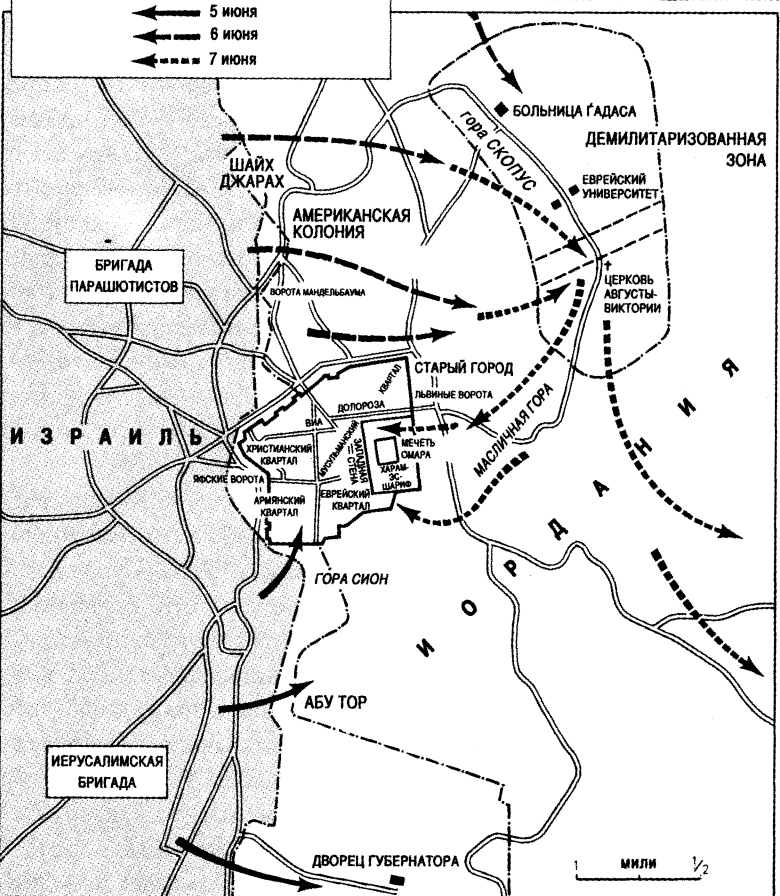 5 июня
6 июня
7 июня
БОЛЬНИЦА ГАДАСА
гора СКОПУС
ДЕМИЛИТАРИЗОВАННАЯ
ЗОНА
ШАЙХ
ДЖАРАХ
ЕВРЕЙСКИЙ
УНИВЕРСИТЕТ
АМЕРИКАНСКАЯ
КОЛОНИЯ
БРИГАДА
ПАРАШЮТИСТОВ
ВОРОТА МАНДЕЛЬБАУМА
ЦЕРКОВЬ
АВГУСТЫ-
ВИКТОРИИ
СТАРЫЙ ГОРОД
КВАРТАЛ
ЛЬВИНЫЕ ВОРОТА
ДОЛОРОЗА
ВИА
ИЗРАИЛЬ
МАСЛИЧНАЯ ГОРА
МУСУЛЬМАНСКИЙ
ЗАПАДНАЯ
СТЕНА
МЕЧЕТЬ
ОМАРА
ХРИСТИАНСКИЙ
КВАРТАЛ
ХАРАМ-
ЭС-
ШАРИФ
ЯФСКИЕ ВОРОТА
АРМЯНСКИЙ
КВАРТАЛ
ЕВРЕЙСКИЙ
КВАРТАЛ
ИОРДАНИЯ
ГОРА СИОН
АБУ ТОР
ИЕРУСАЛИМСКАЯ
БРИГАДА
ДВОРЕЦ ГУБЕРНАТОРА
1 МИЛИ 1/2